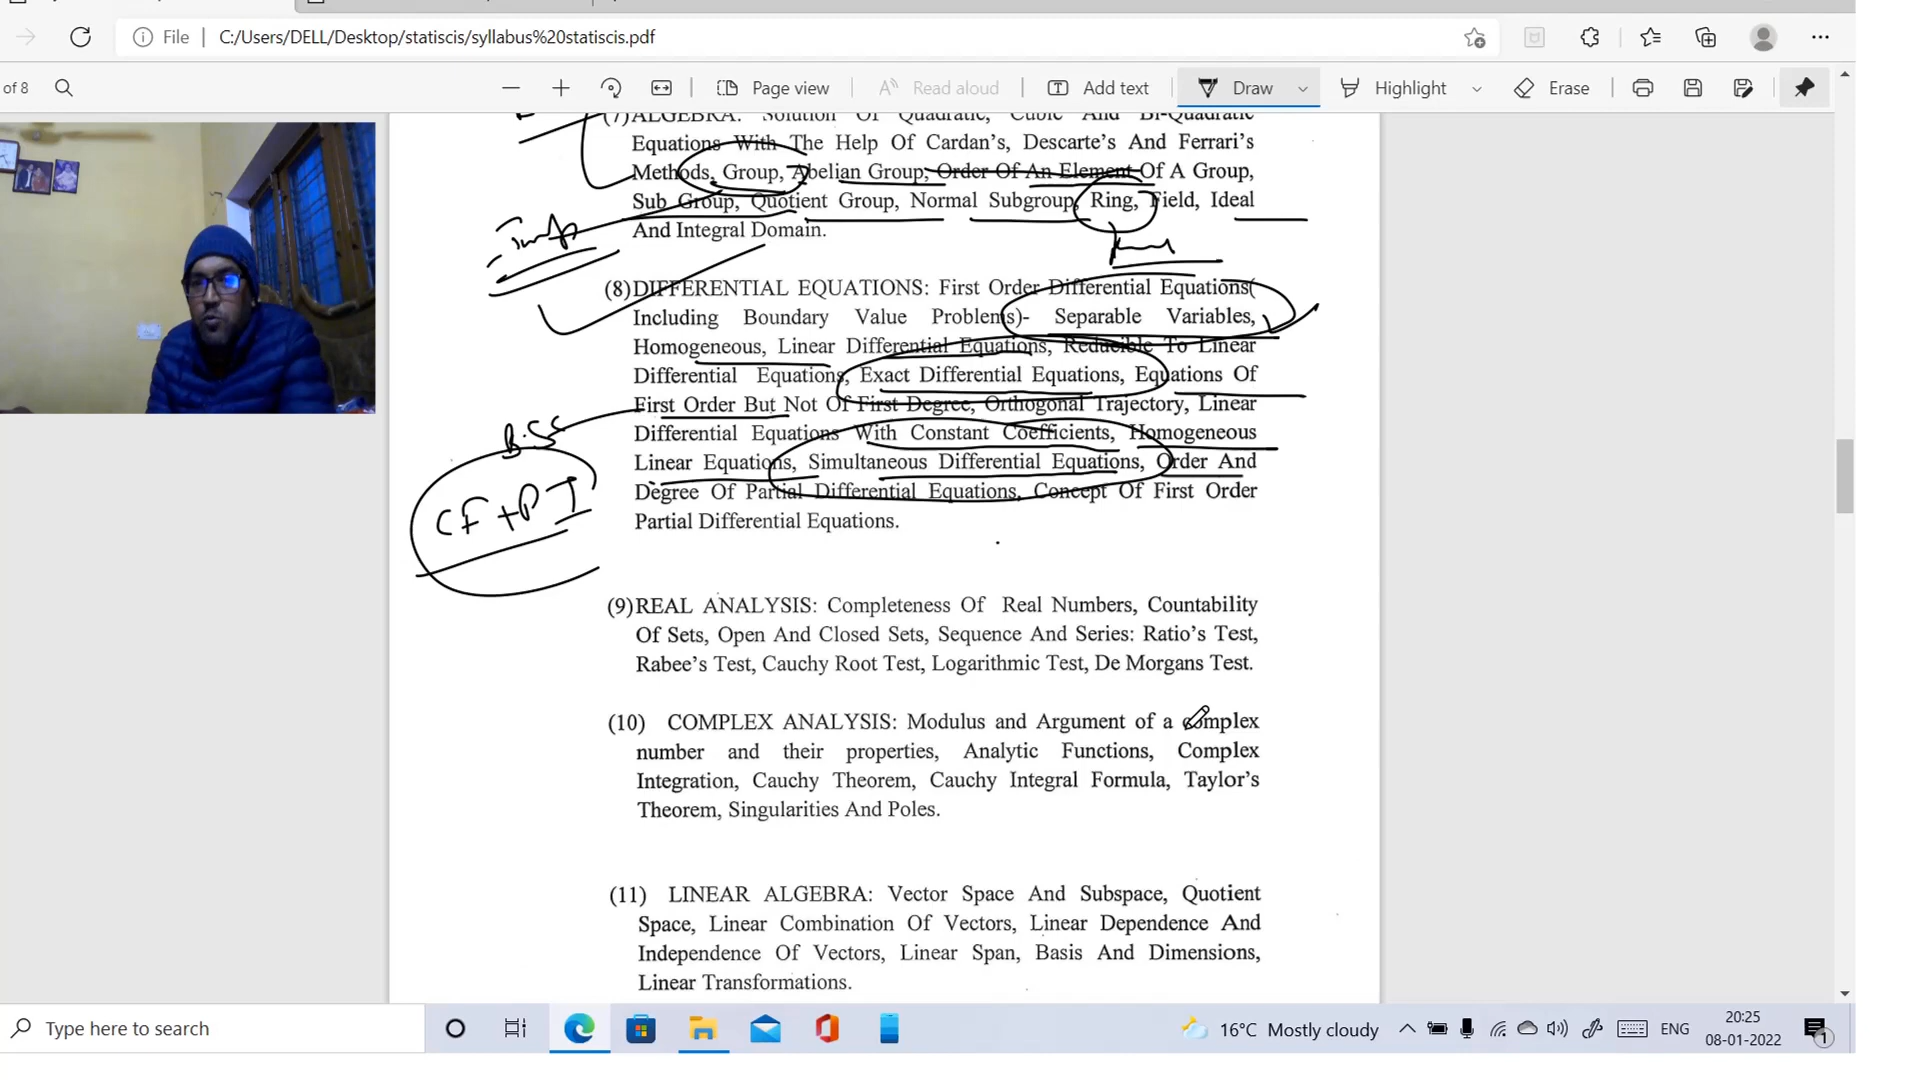 File C:/Users/DELL/Desktop/statiscis/syllabus%20statiscis.pdf
of 8 Page view Read aloud Add text Draw Highlight Erase
(7) ALGEBRA: Solution Of Quadratic, Cubic And Bi-Quadratic
Equations With The Help Of Cardan's, Descarte's And Ferrari's
Methods, Group, Abelian Group, Order Of An Element Of A Group,
Sub Group, Quotient Group, Normal Subgroup, Ring, Field, Ideal
And Integral Domain.
(8)DIFFERENTIAL EQUATIONS: First Order Differential Equations(
Including Boundary Value Problems)- Separable Variables,
Homogeneous, Linear Differential Equations, Reducible To Linear
Differential Equations, Exact Differential Equations, Equations Of
First Order But Not Of First Degree, Orthogonal Trajectory, Linear
B.Sc
Differential Equations With Constant Coefficients, Homogeneous
Linear Equations, Simultaneous Differential Equations, Order And
Degree Of Partial Differential Equations, Concept Of First Order
CF+PI
Partial Differential Equations.
(9)REAL ANALYSIS: Completeness Of Real Numbers, Countability
Of Sets, Open And Closed Sets, Sequence And Series: Ratio's Test,
Rabee's Test, Cauchy Root Test, Logarithmic Test, De Morgans Test.
(10) COMPLEX ANALYSIS: Modulus and Argument of a complex
number and their properties, Analytic Functions, Complex
Integration, Cauchy Theorem, Cauchy Integral Formula, Taylor's
Theorem, Singularities And Poles.
(11) LINEAR ALGEBRA: Vector Space And Subspace, Quotient
Space, Linear Combination Of Vectors, Linear Dependence And
Independence Of Vectors, Linear Span, Basis And Dimensions,
Linear Transformations.
Type here to search 16°C Mostly cloudy ENG 20:25
08-01-2022 1